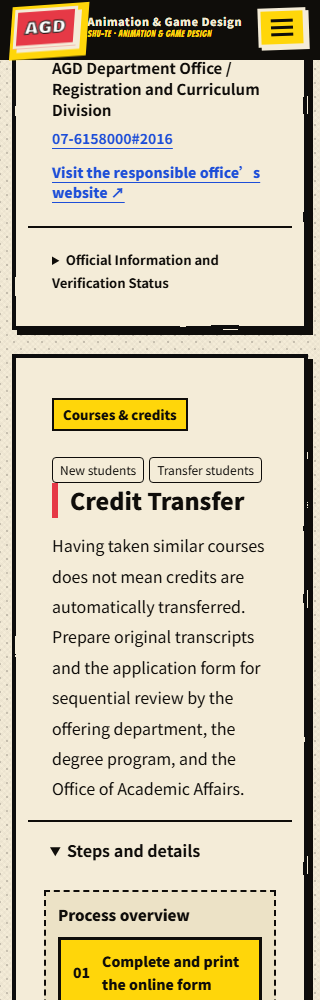 AGD
Animation & Game Design
SHU-TE · ANIMATION & GAME DESIGN
AGD Department Office /
Registration and Curriculum
Division
07-6158000#2016
Visit the responsible office’s
website ↗
▶ Official Information and
Verification Status
Courses & credits
New students
Transfer students
Credit Transfer
Having taken similar courses
does not mean credits are
automatically transferred.
Prepare original transcripts
and the application form for
sequential review by the
offering department, the
degree program, and the
Office of Academic Affairs.
▼ Steps and details
Process overview
01
Complete and print
the online form